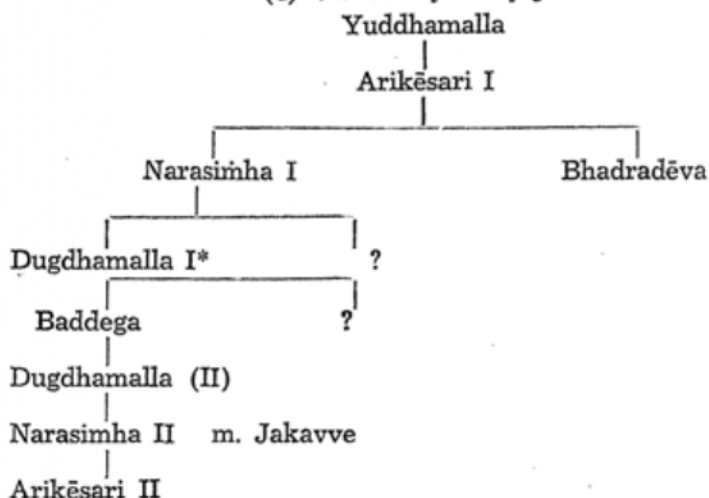 Yuddhamalla
Arikēsari I
Narasiṁha I Bhadradēva
Dugdhamalla I* ?
Baddega ?
Dugdhamalla (II)
Narasimha II m. Jakavve
Arikēsari II